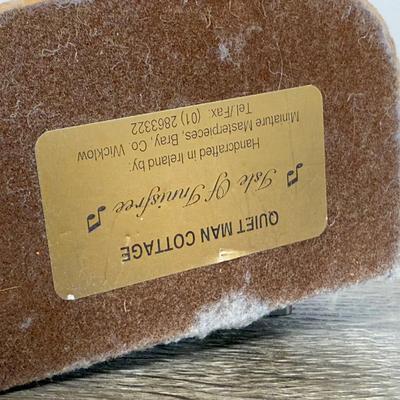 QUIET MAN COTTAGE
♫ Isle Of Innisfree ♫
Handcrafted in Ireland by:
Miniature Masterpieces, Bray, Co Wicklow
Tel./Fax. (01) 2863322